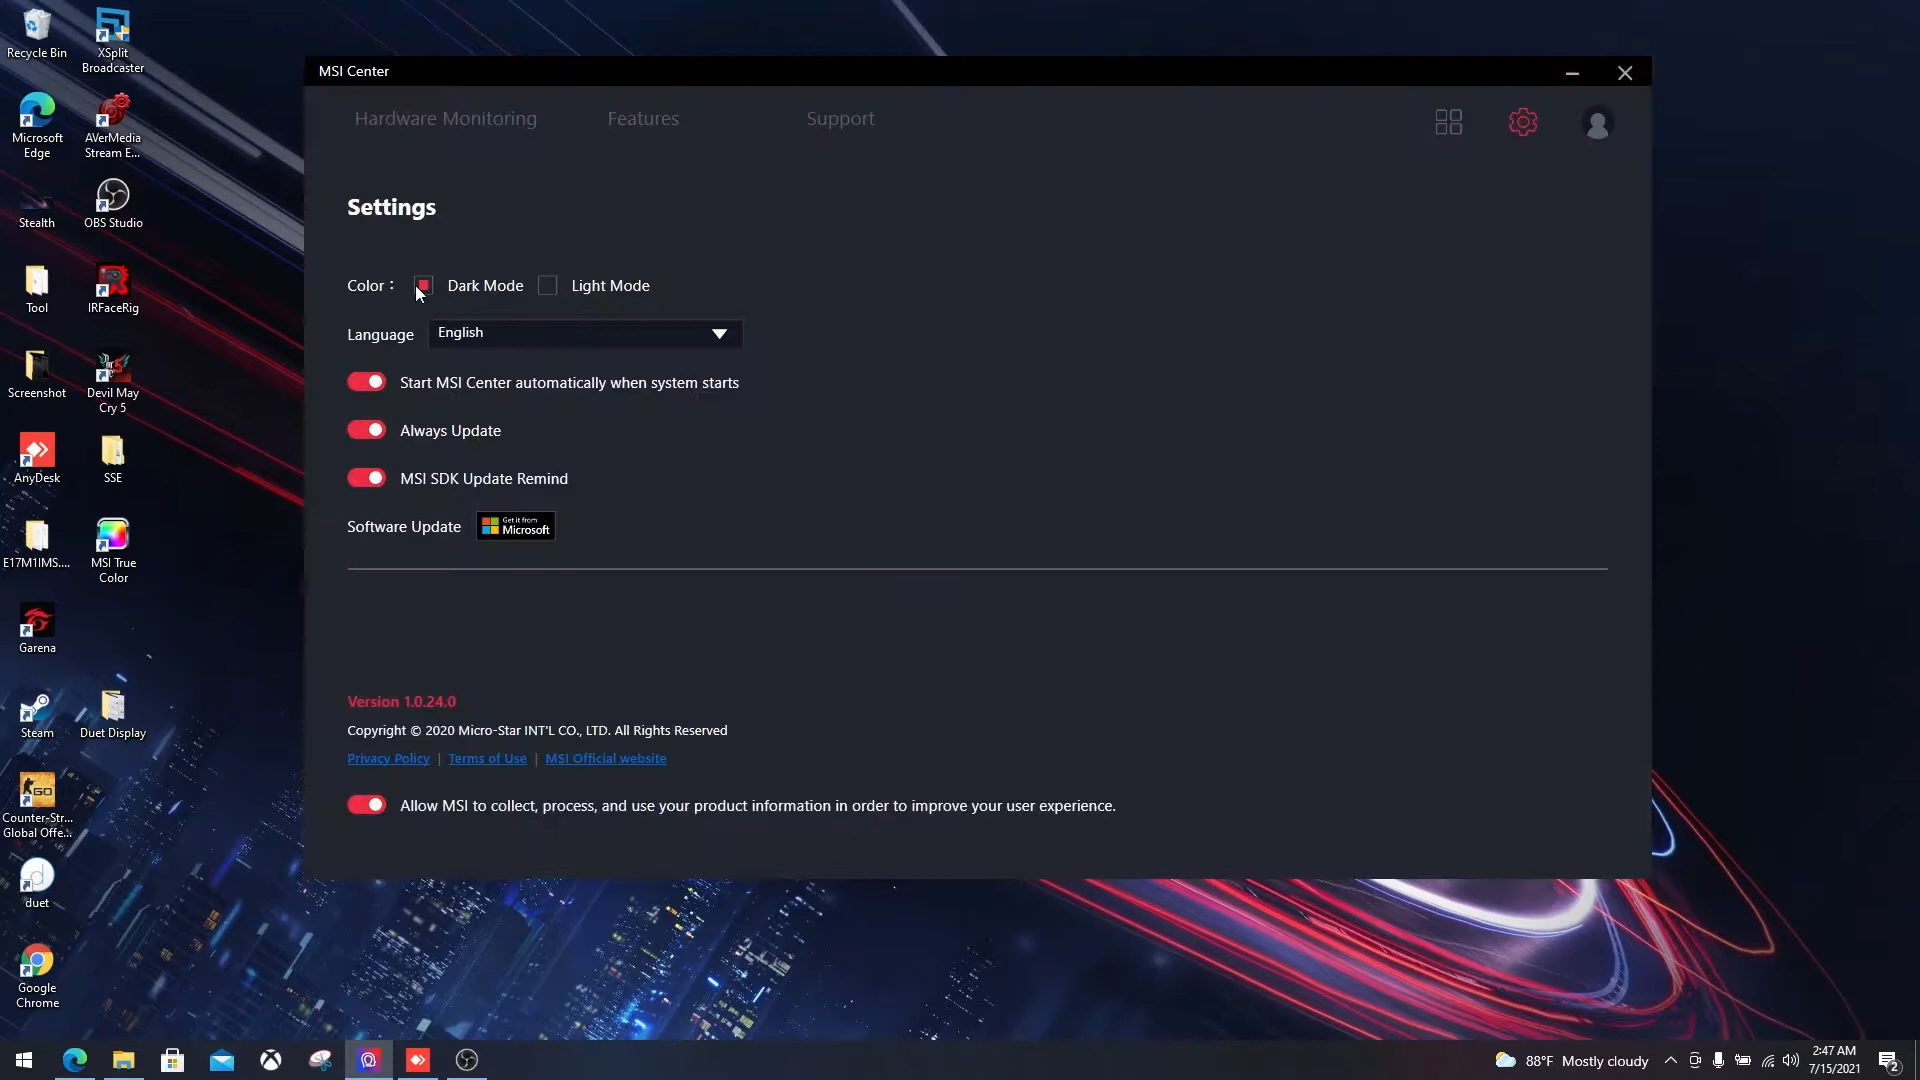 Recycle Bin
XSplit
Broadcaster
Microsoft
Edge
AVerMedia
Stream E...
Stealth
OBS Studio
Tool
IRFaceRig
Screenshot
Devil May
Cry 5
AnyDesk
SSE
E17M1IMS....
MSI True
Color
Garena
Steam
Duet Display
GO
Counter-Str...
Global Offe...
duet
Google
Chrome
MSI Center
Hardware Monitoring
Features
Support
Settings
Color :
Dark Mode
Light Mode
Language
English
Start MSI Center automatically when system starts
Always Update
MSI SDK Update Remind
Software Update
Get it from
Microsoft
Version 1.0.24.0
Copyright © 2020 Micro-Star INT'L CO., LTD. All Rights Reserved
Privacy Policy | Terms of Use | MSI Official website
Allow MSI to collect, process, and use your product information in order to improve your user experience.
88°F Mostly cloudy
2:47 AM
7/15/2021
2